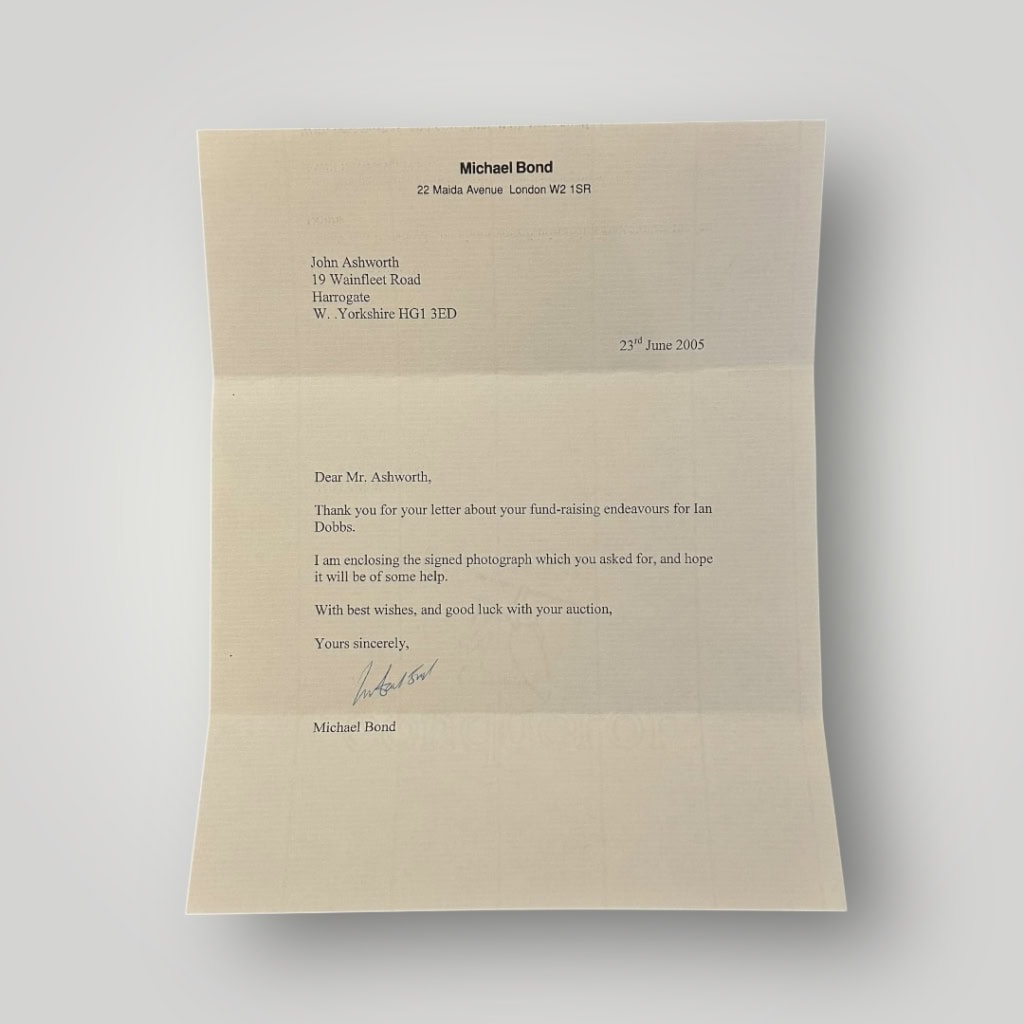 Michael Bond
22 Maida Avenue London W2 1SR
John Ashworth
19 Wainfleet Road
Harrogate
W. .Yorkshire HG1 3ED
23rd June 2005
Dear Mr. Ashworth,
Thank you for your letter about your fund-raising endeavours for Ian
Dobbs.
I am enclosing the signed photograph which you asked for, and hope
it will be of some help.
With best wishes, and good luck with your auction,
Yours sincerely,
Michael Bond
Michael Bond